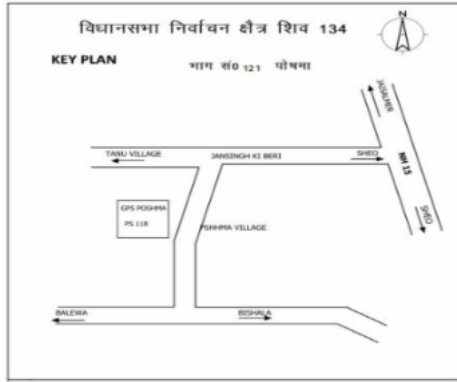 विधानसभा निर्वाचन क्षैत्र शिव 134
N
KEY PLAN
भाग सं0 121 पोषमा
JAISALMER
TANU VILLAGE
JANSINGH KI BERI
SHEO
NH 15
GPS POSHMA
PS 118
PSHHMA VILLAGE
SHEO
BALEWA
BISHALA